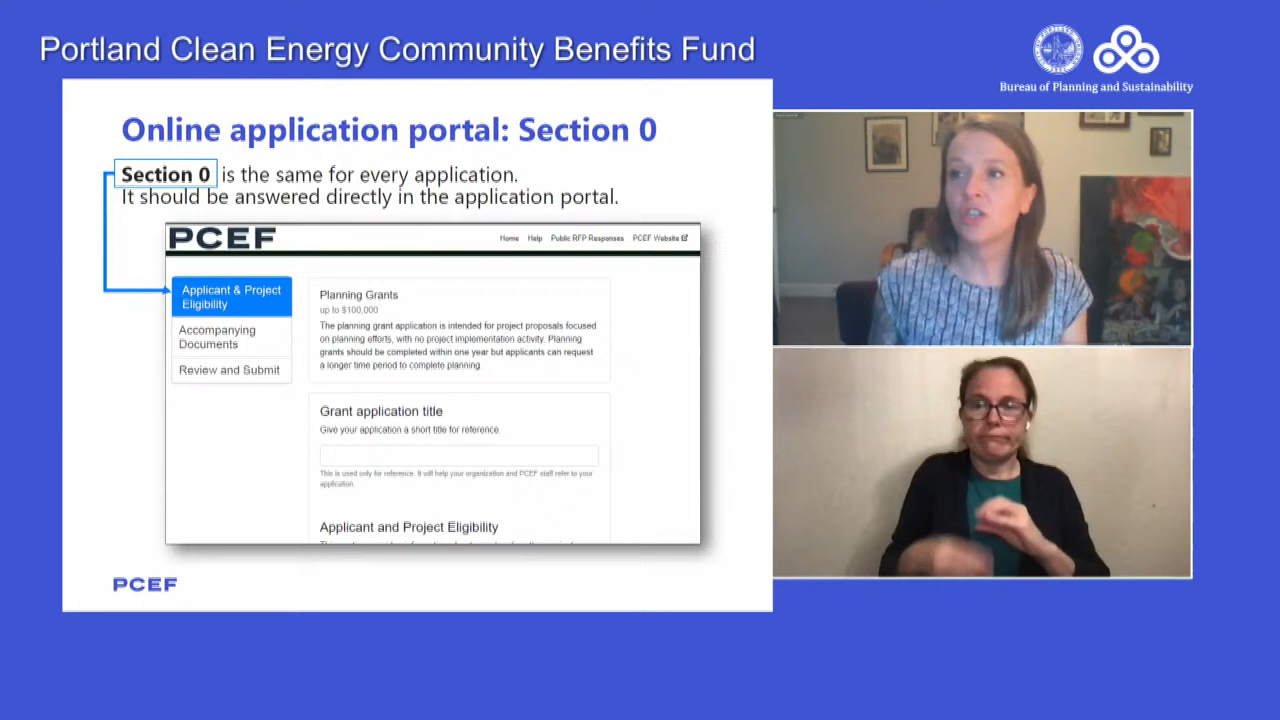 Portland Clean Energy Community Benefits Fund
Bureau of Planning and Sustainability
Online application portal: Section 0
Section 0 is the same for every application.
It should be answered directly in the application portal.
PCEF
Home Help Public RFP Responses PCEF Website
Applicant & Project
Eligibility
Accompanying
Documents
Review and Submit
Planning Grants
up to $100,000
The planning grant application is intended for project proposals focused
on planning efforts, with no project implementation activity. Planning
grants should be completed within one year but applicants can request
a longer time period to complete planning.
Grant application title
Give your application a short title for reference.
This is used only for reference. It will help your organization and PCEF staff refer to your
application.
Applicant and Project Eligibility
PCEF